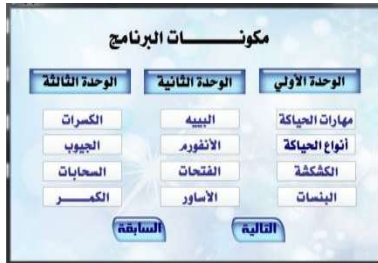 مكونـــــــات البرنامج
الوحدة الأولي الوحدة الثانية الوحدة الثالثة
مهارات الحياكة البييه الكسرات
أنواع الحياكة الأنفورم الجيوب
الكشكشة الفتحات السحابات
البنسات الأساور الكمـــر
التالية السابقة